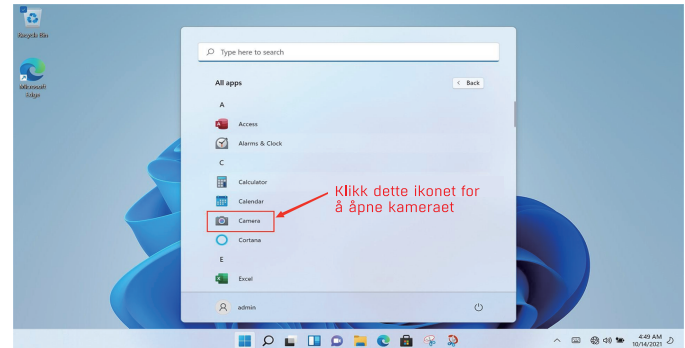 Recycle Bin
Microsoft
Edge
Type here to search
All apps
< Back
A
Access
Alarms & Clock
C
Calculator
Calendar
Camera
Cortana
E
Excel
admin
Klikk dette ikonet for
å åpne kameraet
4:49 AM
10/14/2021